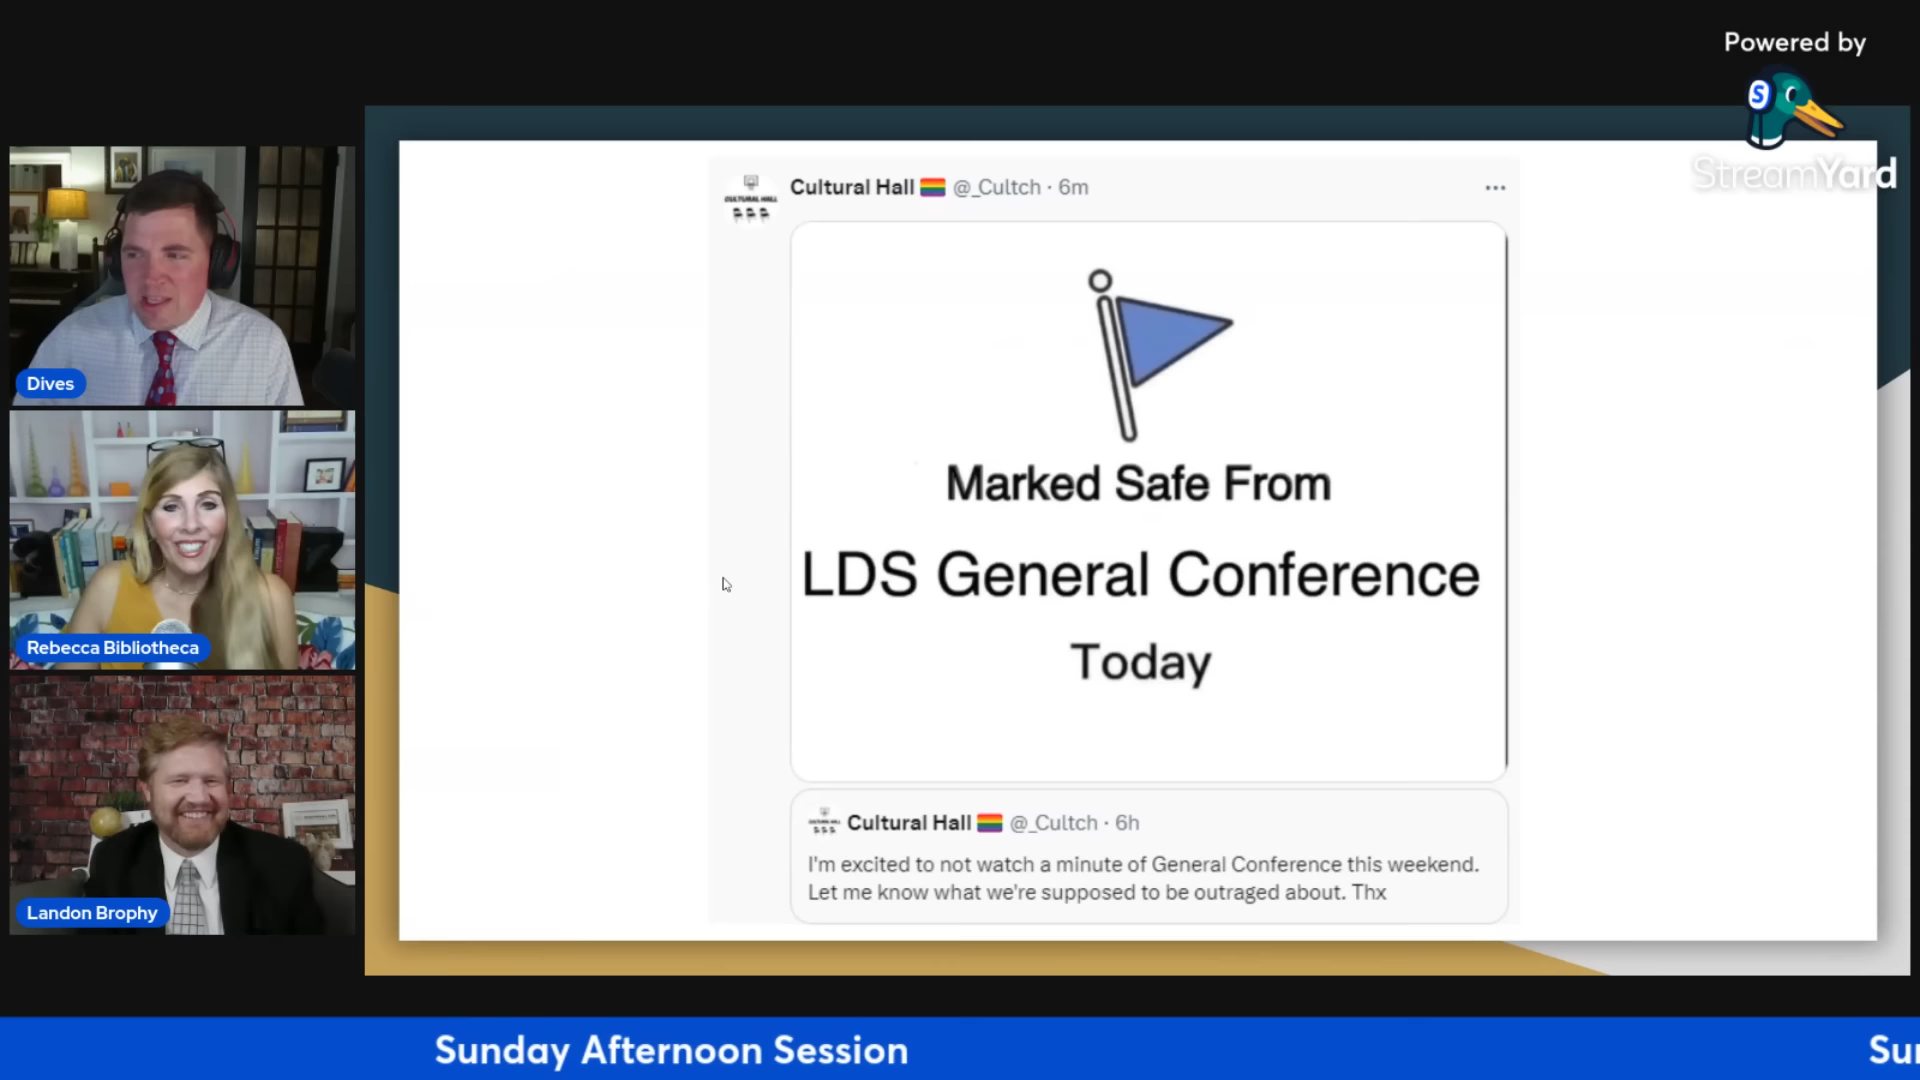 Powered by
StreamYard
Cultural Hall @_Cultch · 6m
CULTURAL HALL
Marked Safe From
LDS General Conference
Today
Cultural Hall @_Cultch · 6h
I'm excited to not watch a minute of General Conference this weekend.
Let me know what we're supposed to be outraged about. Thx
Dives
Rebecca Bibliotheca
Landon Brophy
Sunday Afternoon Session